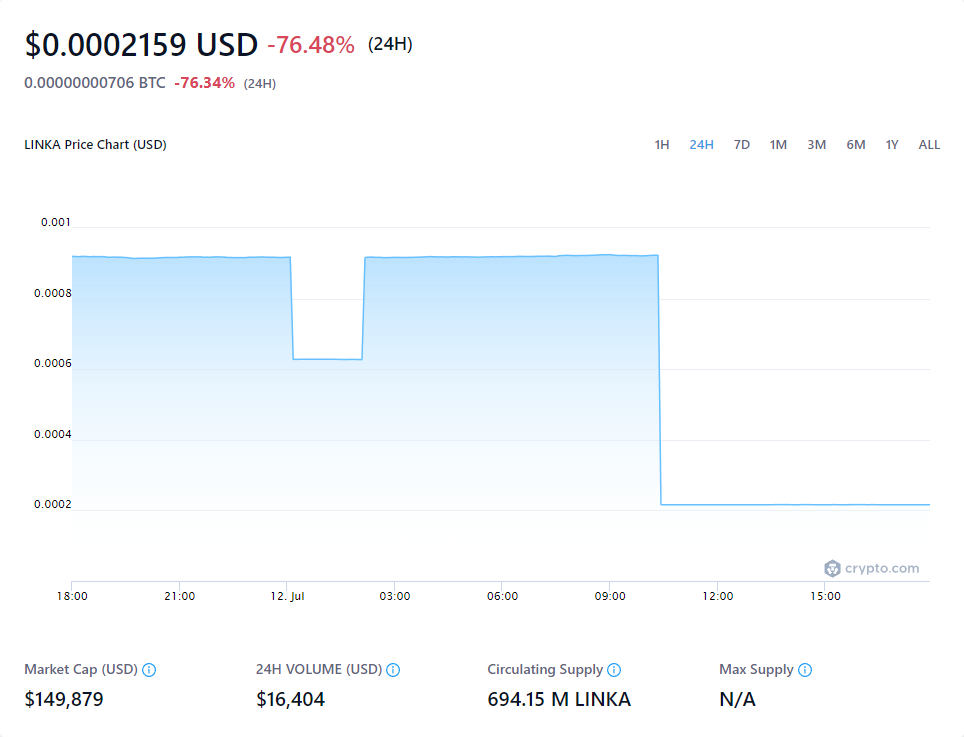 $0.0002159 USD -76.48% (24H)
0.00000000706 BTC -76.34% (24H)
LINKA Price Chart (USD) 1H 24H 7D 1M 3M 6M 1Y ALL
0.001
0.0008
0.0006
0.0004
0.0002
crypto.com
18:00 21:00 12. Jul 03:00 06:00 09:00 12:00 15:00
Market Cap (USD) 24H VOLUME (USD) Circulating Supply Max Supply
$149,879 $16,404 694.15 M LINKA N/A